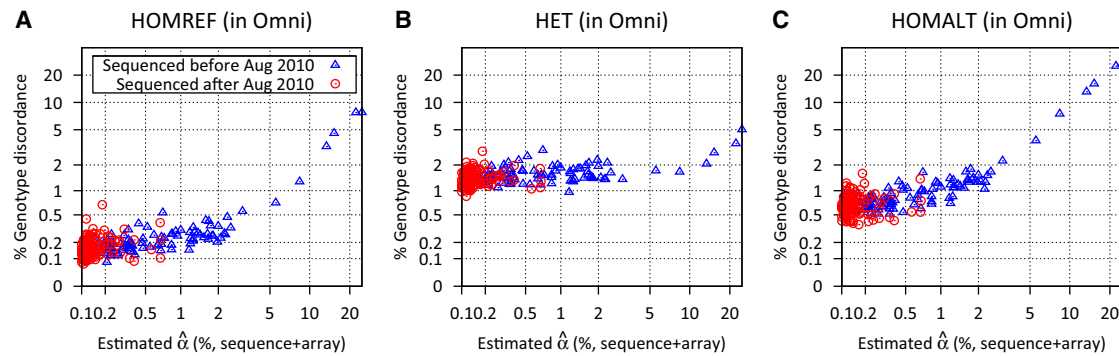 A HOMREF (in Omni)
% Genotype discordance
20
10
5
2
1
0.5
0.2
0.1
0
Sequenced before Aug 2010
Sequenced after Aug 2010
0.10.2 0.5 1 2 5 10 20
Estimated α̂ (%, sequence+array)
B HET (in Omni)
% Genotype discordance
20
10
5
2
1
0.5
0.2
0.1
0
0.10.2 0.5 1 2 5 10 20
Estimated α̂ (%, sequence+array)
C HOMALT (in Omni)
% Genotype discordance
20
10
5
2
1
0.5
0.2
0.1
0
0.10.2 0.5 1 2 5 10 20
Estimated α̂ (%, sequence+array)